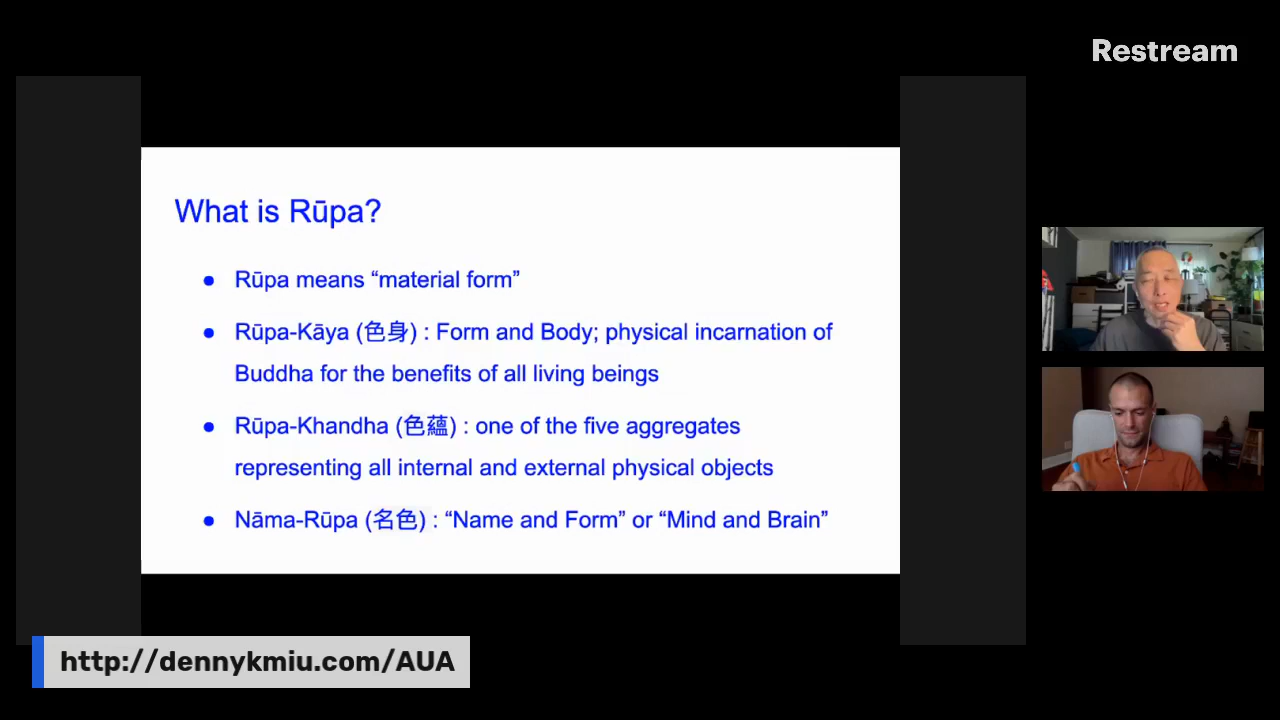 Restream
What is Rūpa?
● Rūpa means “material form”
● Rūpa-Kāya (色身) : Form and Body; physical incarnation of
Buddha for the benefits of all living beings
● Rūpa-Khandha (色蘊) : one of the five aggregates
representing all internal and external physical objects
● Nāma-Rūpa (名色) : “Name and Form” or “Mind and Brain”
http://dennykmiu.com/AUA